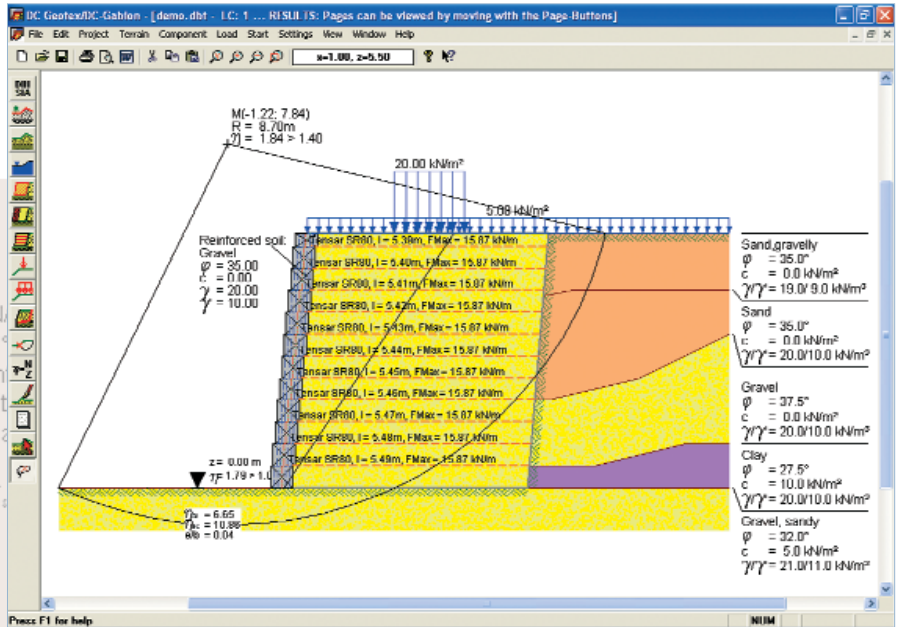 DC Geotex/DC-Gabion - [demo.dbt - LC: 1 ... RESULTS: Pages can be viewed by moving with the Page-Buttons]
File Edit Project Terrain Component Load Start Settings View Window Help
x=1.00, z=5.50
M(-1.22; 7.84)
R = 8.70m
η = 1.84 > 1.40
20.00 kN/m²
kN/m²
Reinforced soil:
Gravel
φ = 35.00
c = 0.00
γ = 20.00
γ' = 10.00
Tensar SR80, l = 5.39m, FMax = 15.87 kN/m
Tensar SR80, l = 5.40m, FMax = 15.87 kN/m
Tensar SR80, l = 5.41m, FMax = 15.87 kN/m
Tensar SR80, l = 5.42m, FMax = 15.87 kN/m
Tensar SR80, l = 5.43m, FMax = 15.87 kN/m
Tensar SR80, l = 5.44m, FMax = 15.87 kN/m
Tensar SR80, l = 5.45m, FMax = 15.87 kN/m
Tensar SR80, l = 5.46m, FMax = 15.87 kN/m
Tensar SR80, l = 5.47m, FMax = 15.87 kN/m
Tensar SR80, l = 5.48m, FMax = 15.87 kN/m
Tensar SR80, l = 5.49m, FMax = 15.87 kN/m
z = 0.00 m
η = 1.79 >
= 6.65
= 10.86
e/b = 0.04
Sand,gravelly
φ = 35.0°
c = 0.0 kN/m²
γ/γ' = 19.0/ 9.0 kN/m³
Sand
φ = 35.0°
c = 0.0 kN/m²
γ/γ' = 20.0/10.0 kN/m³
Gravel
φ = 37.5°
c = 0.0 kN/m²
γ/γ' = 20.0/10.0 kN/m³
Clay
φ = 27.5°
c = 10.0 kN/m²
γ/γ' = 20.0/10.0 kN/m³
Gravel, sandy
φ = 32.0°
c = 5.0 kN/m²
γ/γ' = 21.0/11.0 kN/m³
Press F1 for help
NUM